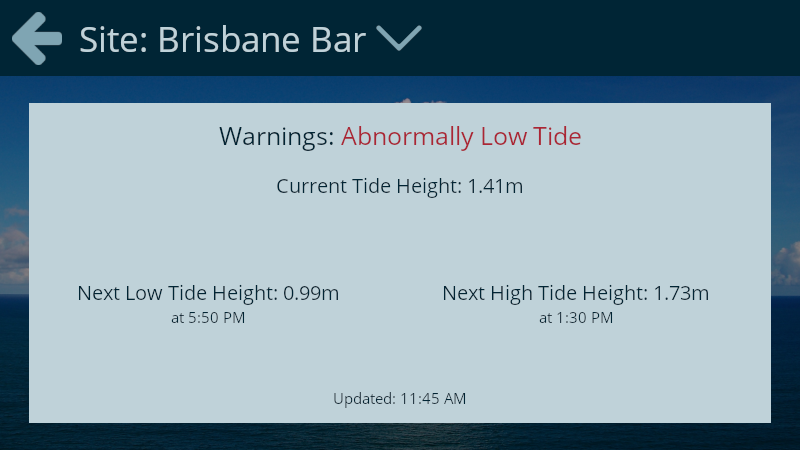 Site: Brisbane Bar
Warnings: Abnormally Low Tide
Current Tide Height: 1.41m
Next Low Tide Height: 0.99m
at 5:50 PM
Next High Tide Height: 1.73m
at 1:30 PM
Updated: 11:45 AM